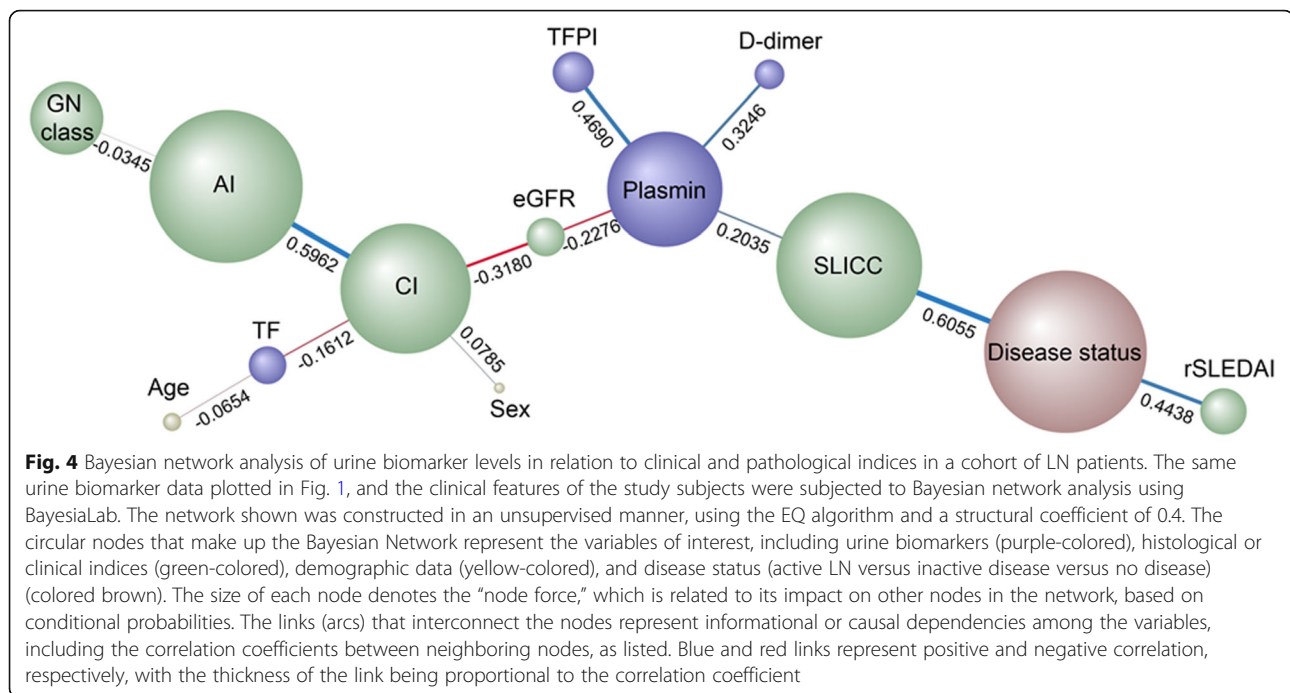 TFPI
D-dimer
GN
class
-0.0345
AI
0.4690
0.3246
eGFR
Plasmin
0.5962
-0.2276
0.2035
-0.3180
CI
SLICC
TF
-0.1612
0.0785
0.6055
Disease status
rSLEDAI
Age
-0.0654
Sex
0.4438
Fig. 4 Bayesian network analysis of urine biomarker levels in relation to clinical and pathological indices in a cohort of LN patients. The same
urine biomarker data plotted in Fig. 1, and the clinical features of the study subjects were subjected to Bayesian network analysis using
BayesiaLab. The network shown was constructed in an unsupervised manner, using the EQ algorithm and a structural coefficient of 0.4. The
circular nodes that make up the Bayesian Network represent the variables of interest, including urine biomarkers (purple-colored), histological or
clinical indices (green-colored), demographic data (yellow-colored), and disease status (active LN versus inactive disease versus no disease)
(colored brown). The size of each node denotes the “node force,” which is related to its impact on other nodes in the network, based on
conditional probabilities. The links (arcs) that interconnect the nodes represent informational or causal dependencies among the variables,
including the correlation coefficients between neighboring nodes, as listed. Blue and red links represent positive and negative correlation,
respectively, with the thickness of the link being proportional to the correlation coefficient